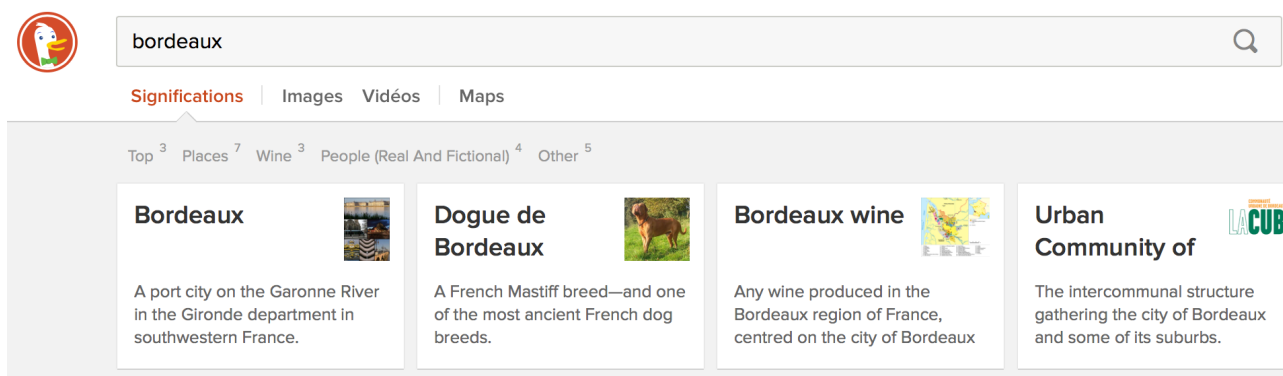 bordeaux
Significations Images Vidéos Maps
Top 3 Places 7 Wine 3 People (Real And Fictional) 4 Other 5
Bordeaux
A port city on the Garonne River
in the Gironde department in
southwestern France.
Dogue de
Bordeaux
A French Mastiff breed—and one
of the most ancient French dog
breeds.
Bordeaux wine
Any wine produced in the
Bordeaux region of France,
centred on the city of Bordeaux
Urban
Community of
LACUB
The intercommunal structure
gathering the city of Bordeaux
and some of its suburbs.